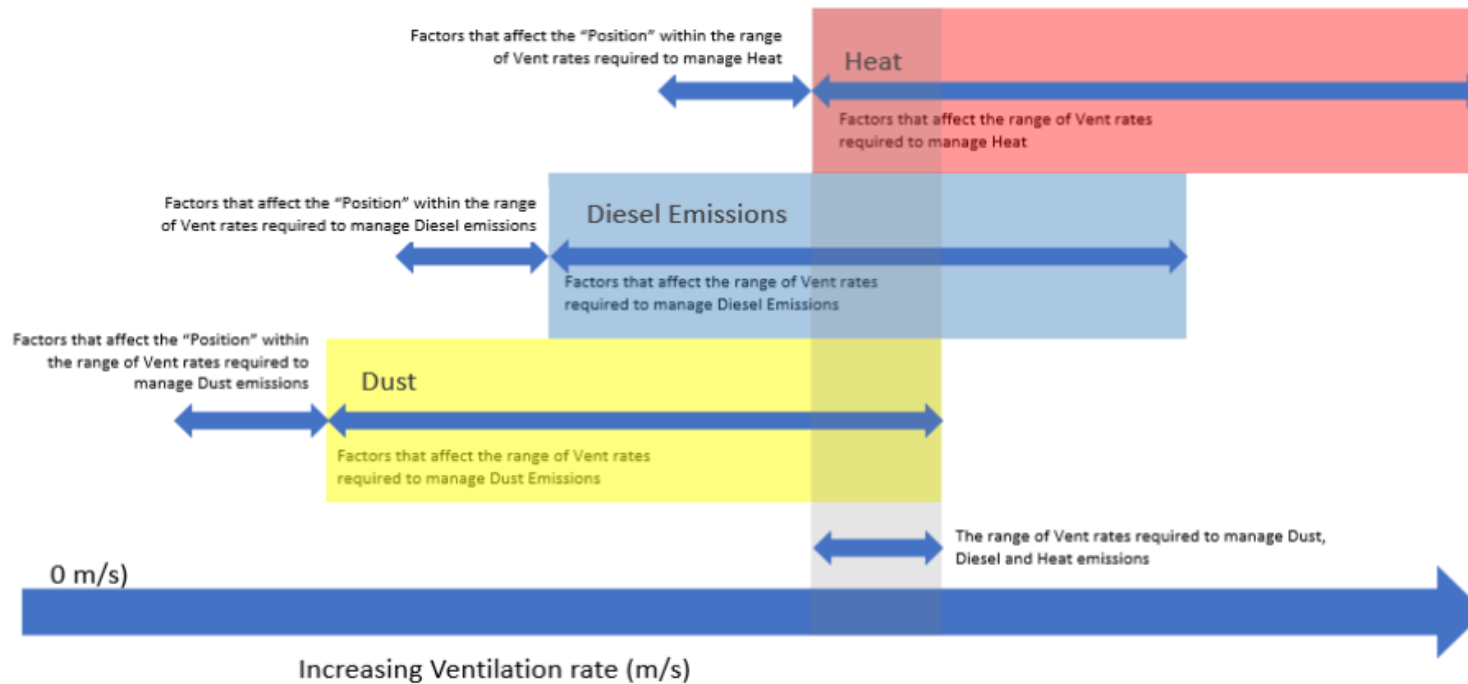 Factors that affect the “Position” within the range
of Vent rates required to manage Heat
Heat
Factors that affect the range of Vent rates
required to manage Heat
Factors that affect the “Position” within the range
of Vent rates required to manage Diesel emissions
Diesel Emissions
Factors that affect the range of Vent rates
required to manage Diesel Emissions
Factors that affect the “Position” within
the range of Vent rates required to
manage Dust emissions
Dust
Factors that affect the range of Vent rates
required to manage Dust Emissions
The range of Vent rates required to manage Dust,
Diesel and Heat emissions
0 m/s)
Increasing Ventilation rate (m/s)